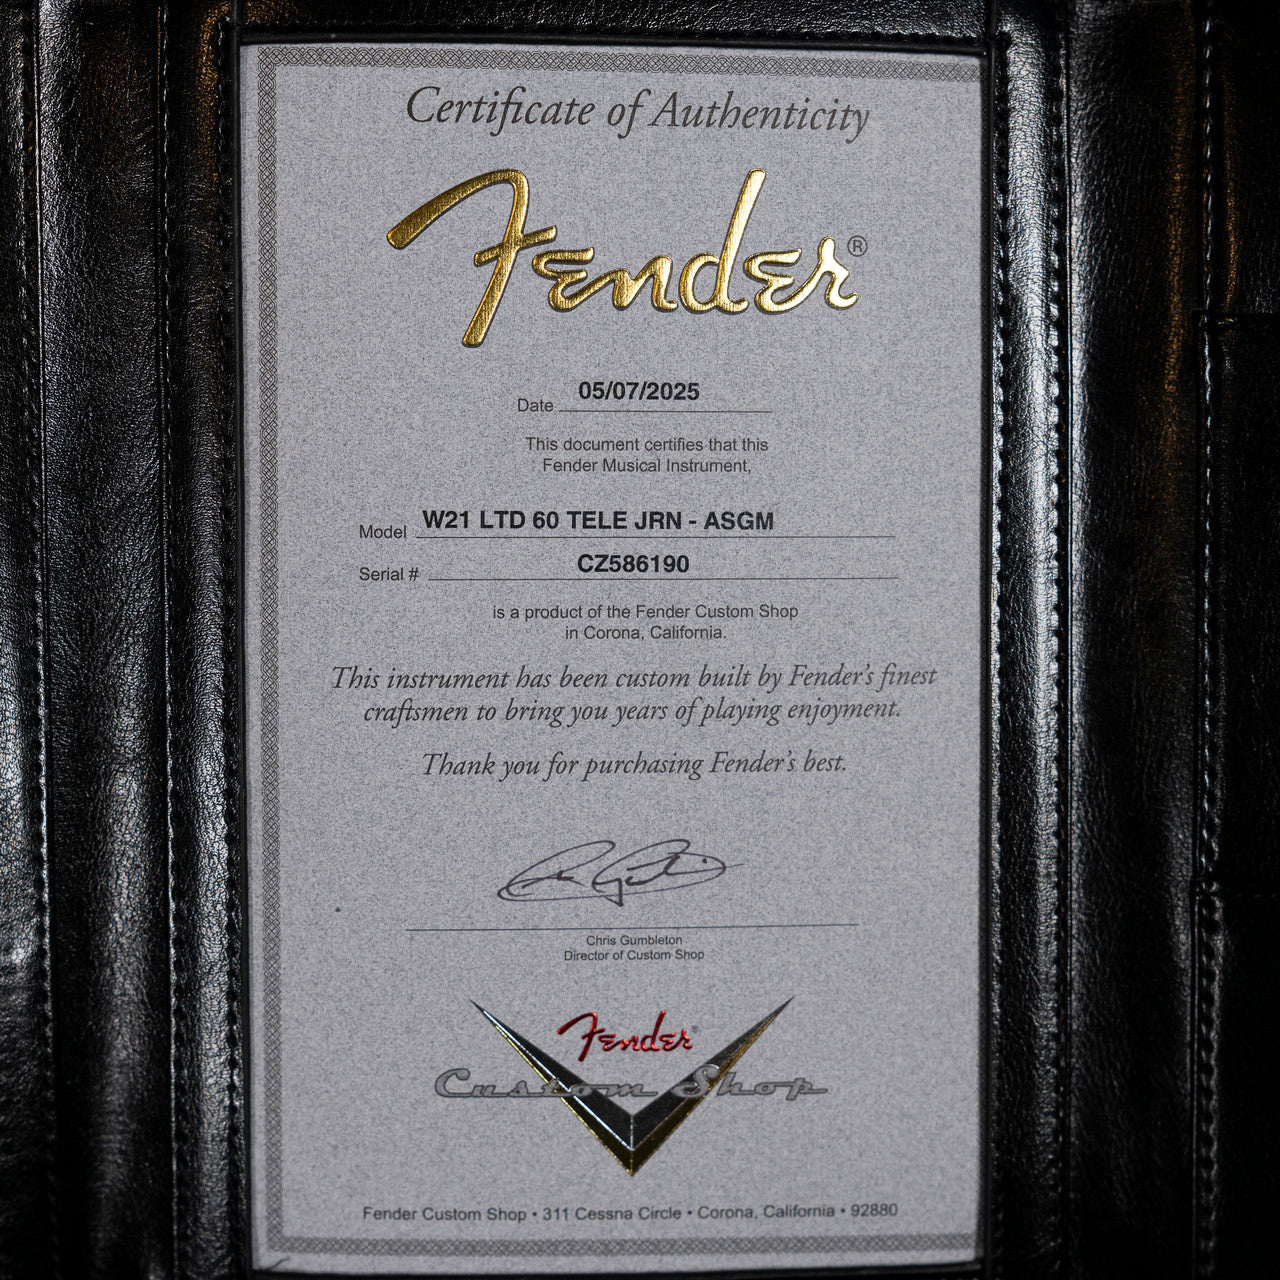 Certificate of Authenticity
Fender®
Date 05/07/2025
This document certifies that this
Fender Musical Instrument,
Model W21 LTD 60 TELE JRN - ASGM
Serial # CZ586190
is a product of the Fender Custom Shop
in Corona, California.
This instrument has been custom built by Fender's finest
craftsmen to bring you years of playing enjoyment.
Thank you for purchasing Fender's best.
Chris Gumbleton
Director of Custom Shop
Fender®
Custom Shop
Fender Custom Shop • 311 Cessna Circle • Corona, California • 92880